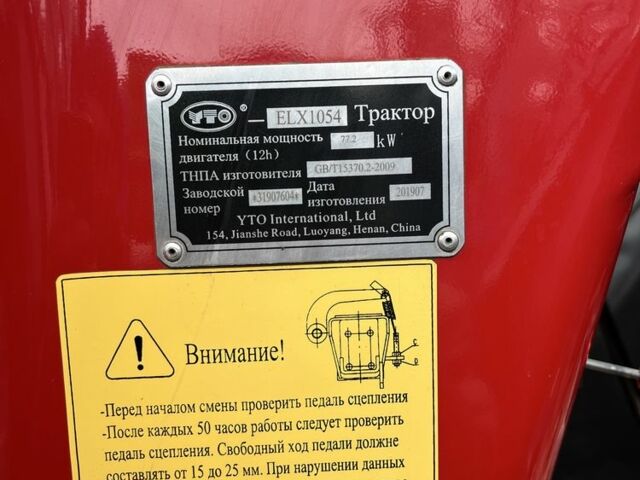 YTO ® — ELX1054 Трактор
Номинальная мощность 77.2 kW
двигателя (12h)
ТНПА изготовителя GB/T15370.2-2009
Заводской номер *31907604*
Дата изготовления 201907
YTO International, Ltd
154, Jianshe Road, Luoyang, Henan, China
Внимание!
-Перед началом смены проверить педаль сцепления
-После каждых 50 часов работы следует проверить
педаль сцепления. Свободный ход педали должне
составлять от 15 до 25 мм. При нарушении данных